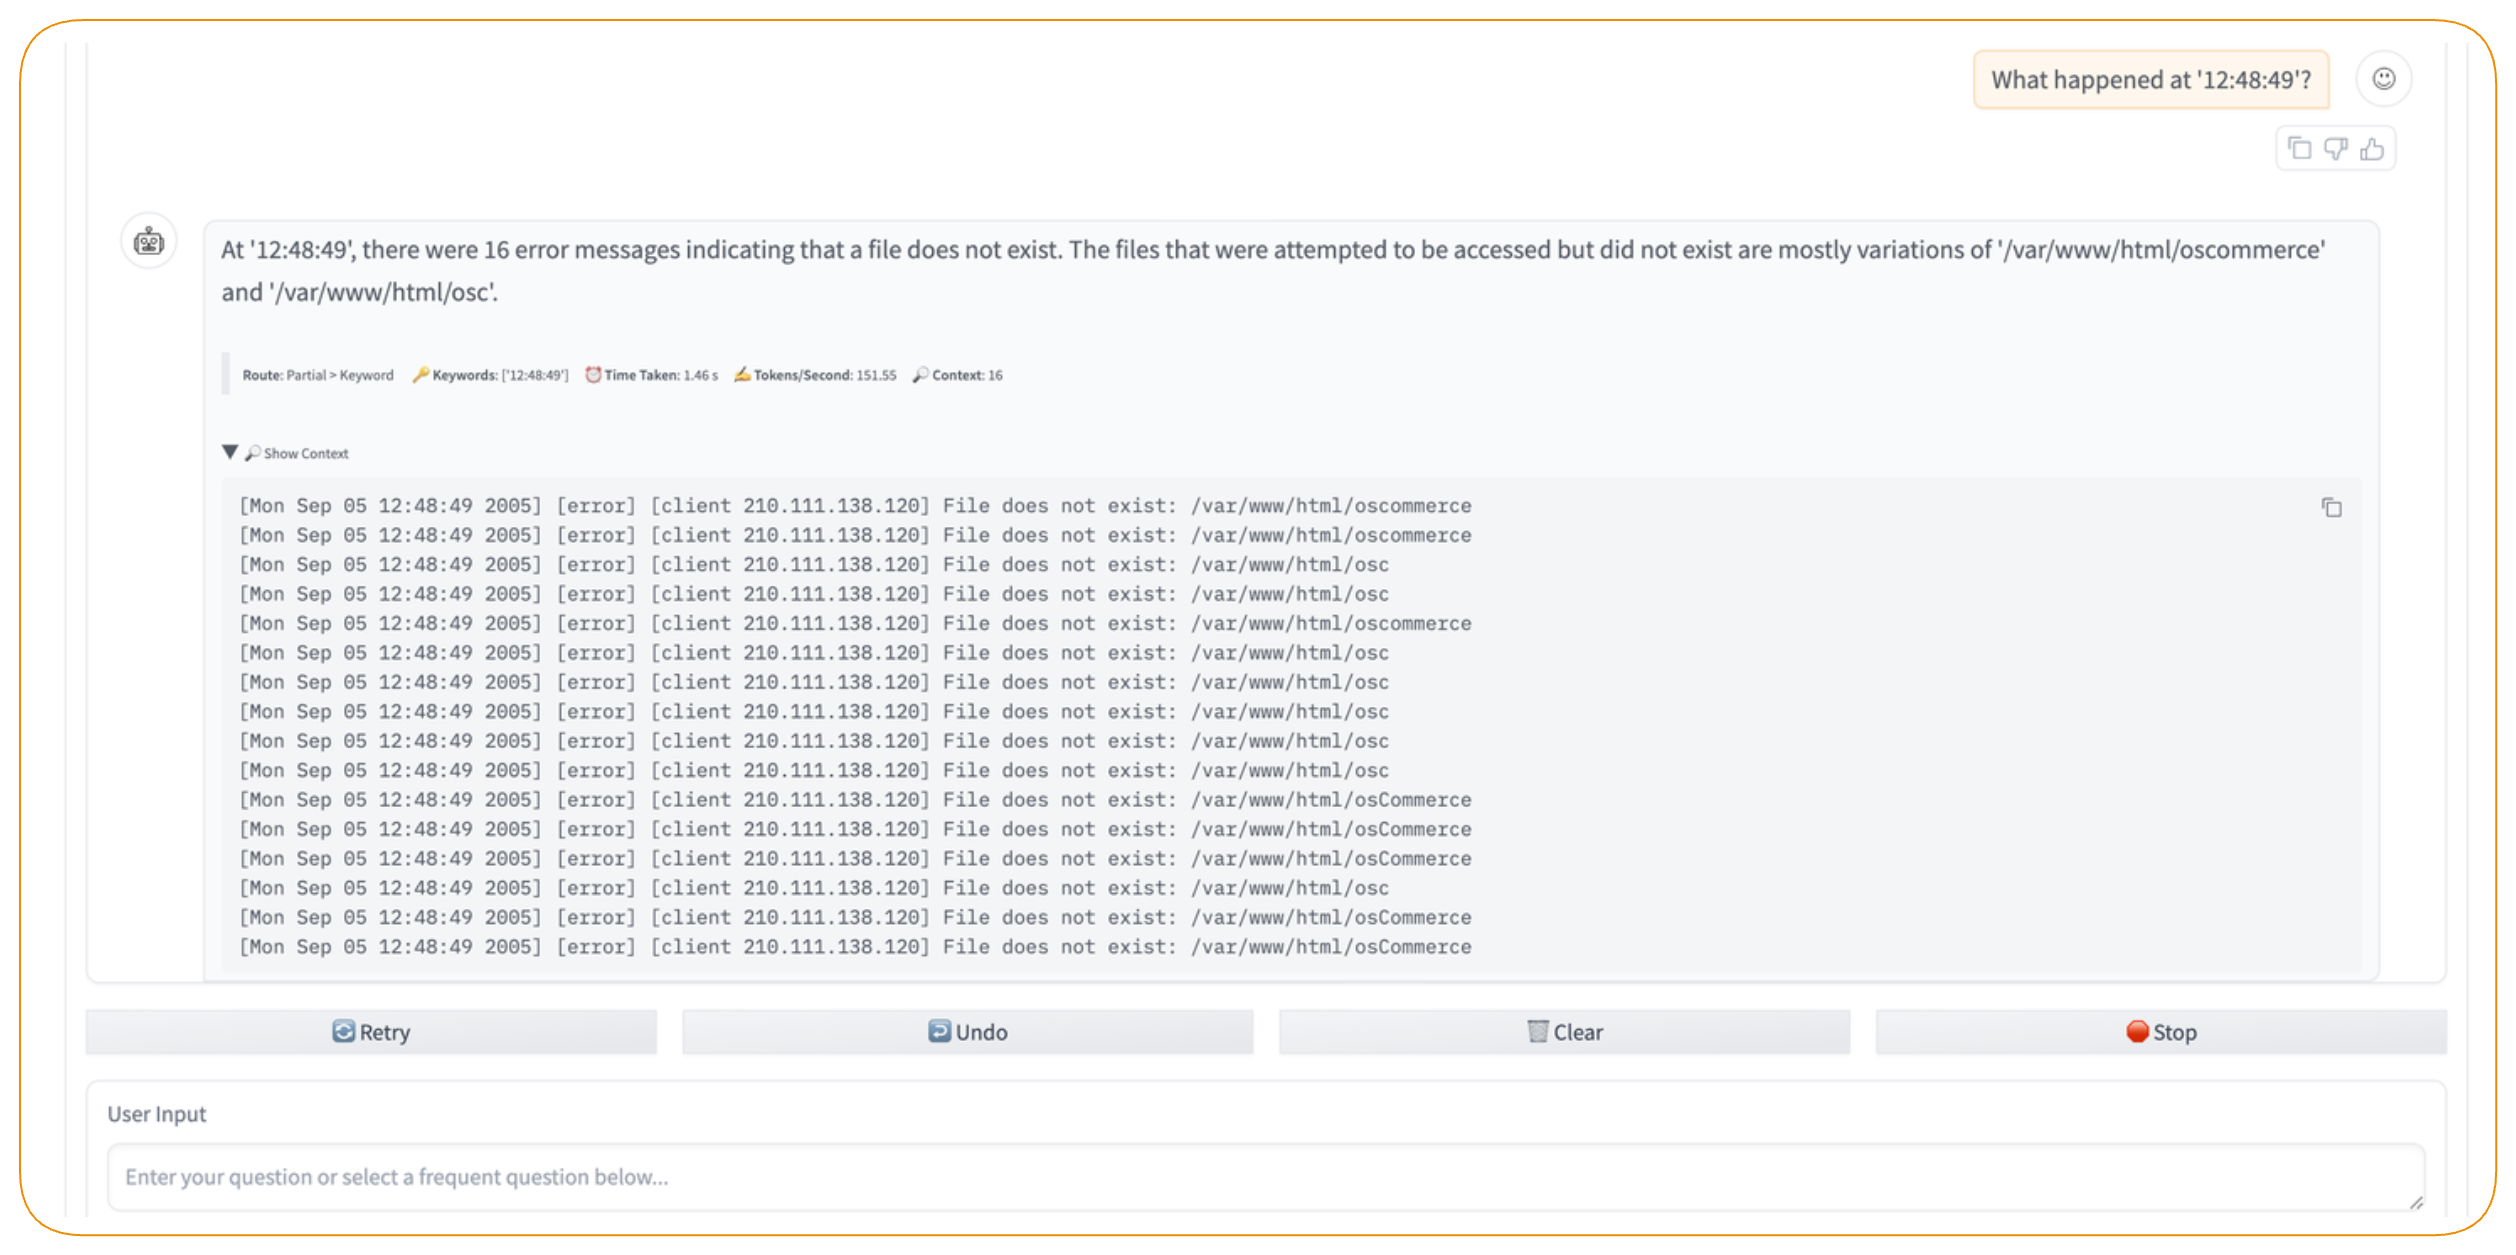 What happened at '12:48:49'?
At '12:48:49', there were 16 error messages indicating that a file does not exist. The files that were attempted to be accessed but did not exist are mostly variations of '/var/www/html/oscommerce'
and '/var/www/html/osc'.
Route: Partial > Keyword 🔑 Keywords: ['12:48:49'] ⏰ Time Taken: 1.46 s ✍️ Tokens/Second: 151.55 🔎 Context: 16
▼ 🔎 Show Context
[Mon Sep 05 12:48:49 2005] [error] [client 210.111.138.120] File does not exist: /var/www/html/oscommerce
[Mon Sep 05 12:48:49 2005] [error] [client 210.111.138.120] File does not exist: /var/www/html/oscommerce
[Mon Sep 05 12:48:49 2005] [error] [client 210.111.138.120] File does not exist: /var/www/html/osc
[Mon Sep 05 12:48:49 2005] [error] [client 210.111.138.120] File does not exist: /var/www/html/osc
[Mon Sep 05 12:48:49 2005] [error] [client 210.111.138.120] File does not exist: /var/www/html/oscommerce
[Mon Sep 05 12:48:49 2005] [error] [client 210.111.138.120] File does not exist: /var/www/html/osc
[Mon Sep 05 12:48:49 2005] [error] [client 210.111.138.120] File does not exist: /var/www/html/osc
[Mon Sep 05 12:48:49 2005] [error] [client 210.111.138.120] File does not exist: /var/www/html/osc
[Mon Sep 05 12:48:49 2005] [error] [client 210.111.138.120] File does not exist: /var/www/html/osc
[Mon Sep 05 12:48:49 2005] [error] [client 210.111.138.120] File does not exist: /var/www/html/osc
[Mon Sep 05 12:48:49 2005] [error] [client 210.111.138.120] File does not exist: /var/www/html/osCommerce
[Mon Sep 05 12:48:49 2005] [error] [client 210.111.138.120] File does not exist: /var/www/html/osCommerce
[Mon Sep 05 12:48:49 2005] [error] [client 210.111.138.120] File does not exist: /var/www/html/osCommerce
[Mon Sep 05 12:48:49 2005] [error] [client 210.111.138.120] File does not exist: /var/www/html/osc
[Mon Sep 05 12:48:49 2005] [error] [client 210.111.138.120] File does not exist: /var/www/html/osCommerce
[Mon Sep 05 12:48:49 2005] [error] [client 210.111.138.120] File does not exist: /var/www/html/osCommerce
Retry Undo Clear Stop
User Input
Enter your question or select a frequent question below...